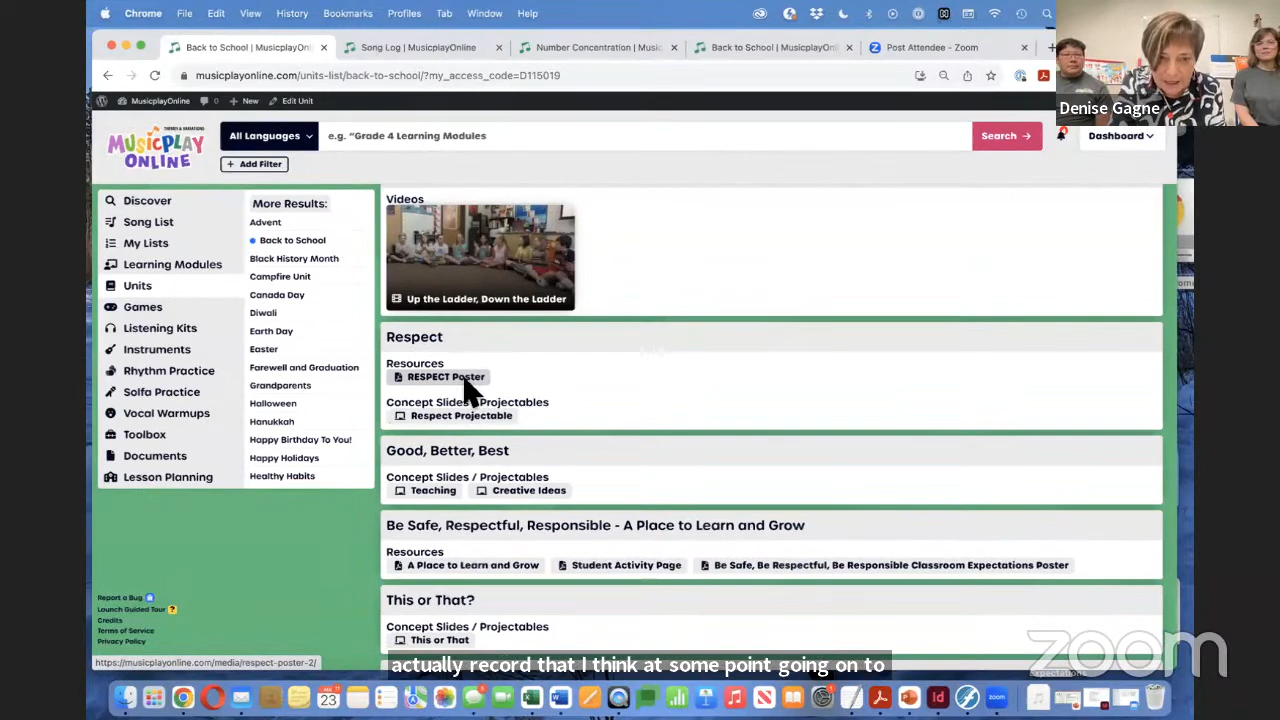 Chrome File Edit View History Bookmarks Profiles Tab Window Help
Back to School | MusicplayOnl
Song Log | MusicplayOnline
Number Concentration | Music
Back to School | MusicplayOnl
Post Attendee - Zoom
musicplayonline.com/units-list/back-to-school/?my_access_code=D115019
MusicplayOnline 0 New Edit Unit
Denise Gagne
THEMES & VARIATIONS
MUSICPLAY
ONLINE
All Languages
e.g. "Grade 4 Learning Modules
Search →
Dashboard
+ Add Filter
Discover
Song List
My Lists
Learning Modules
Units
Games
Listening Kits
Instruments
Rhythm Practice
Solfa Practice
Vocal Warmups
Toolbox
Documents
Lesson Planning
More Results:
Advent
Back to School
Black History Month
Campfire Unit
Canada Day
Diwali
Earth Day
Easter
Farewell and Graduation
Grandparents
Halloween
Hanukkah
Happy Birthday To You!
Happy Holidays
Healthy Habits
Videos
Up the Ladder, Down the Ladder
Respect
Resources
RESPECT Poster
Concept Slides / Projectables
Respect Projectable
Good, Better, Best
Concept Slides / Projectables
Teaching
Creative Ideas
Be Safe, Respectful, Responsible - A Place to Learn and Grow
Resources
A Place to Learn and Grow
Student Activity Page
Be Safe, Be Respectful, Be Responsible Classroom Expectations Poster
This or That?
Concept Slides / Projectables
This or That
Report a Bug
Launch Guided Tour ?
Credits
Terms of Service
Privacy Policy
https://musicplayonline.com/media/respect-poster-2/
actually record that I think at some point going on to
zoom